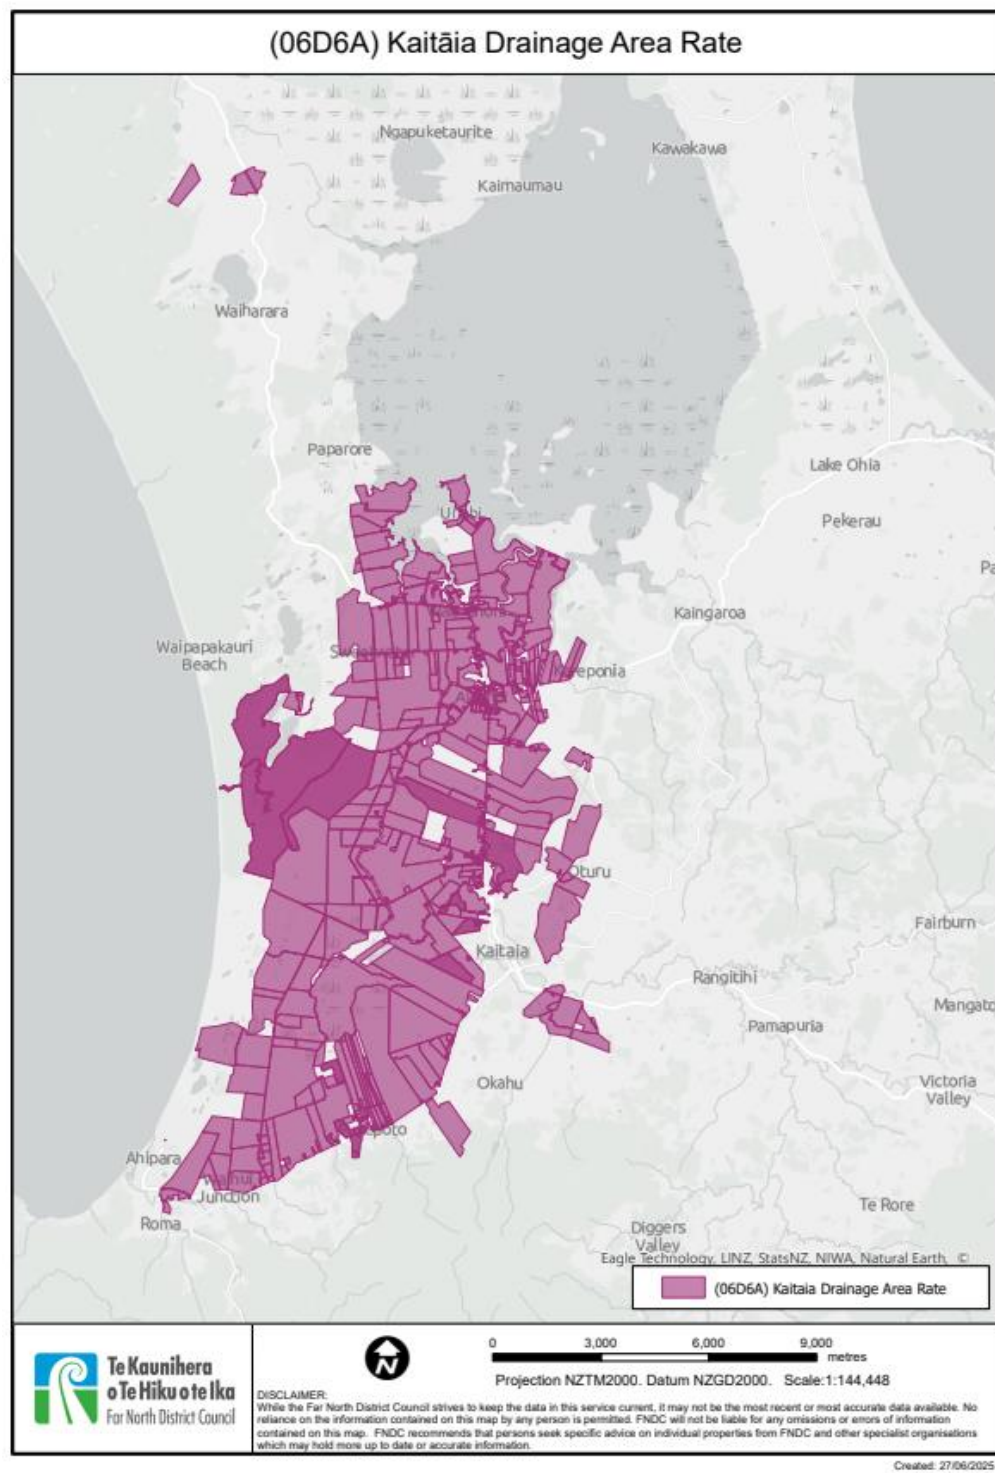 (06D6A) Kaitāia Drainage Area Rate
Ngapuketaurite
Kawakawa
Kaimaumau
Waiharara
Paparore
Lake Ohia
Pekerau
Kaingaroa
Waipapakauri
Beach
Oturu
Fairburn
Kaitaia
Rangitihi
Pamapuria
Okahu
Victoria
Valley
Ahipara
Junction
Te Rore
Roma
Diggers
Valley
Eagle Technology, LINZ, StatsNZ, NIWA, Natural Earth, ©
(06D6A) Kaitaia Drainage Area Rate
Te Kaunihera
o Te Hiku o te Ika
Far North District Council
N
0 3,000 6,000 9,000
metres
Projection NZTM2000. Datum NZGD2000. Scale:1:144,448
DISCLAIMER:
While the Far North District Council strives to keep the data in this service current, it may not be the most recent or most accurate data available. No
reliance on the information contained on this map by any person is permitted. FNDC will not be liable for any omissions or errors of information
contained on this map. FNDC recommends that persons seek specific advice on individual properties from FNDC and other specialist organisations
which may hold more up to date or accurate information.
Created: 27/06/2025